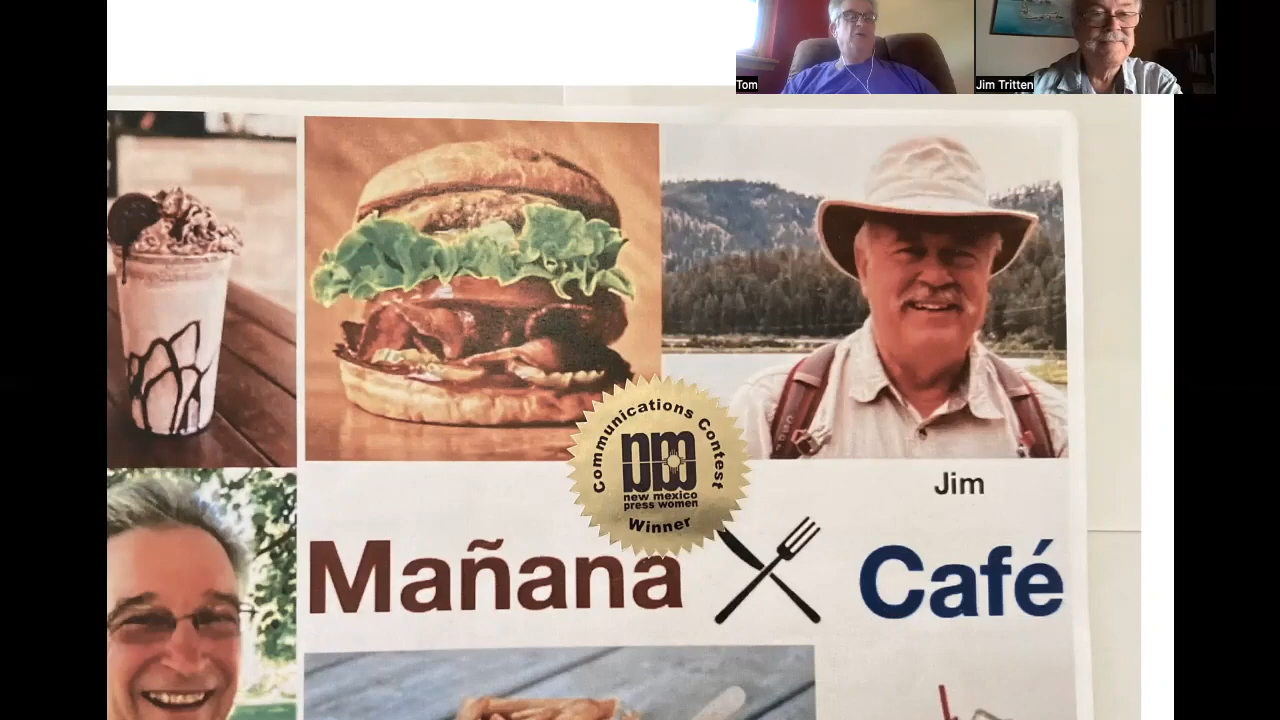 Tom
Jim Tritten
Communications Contest
new mexico
press women
Winner
Jim
Mañana
Café